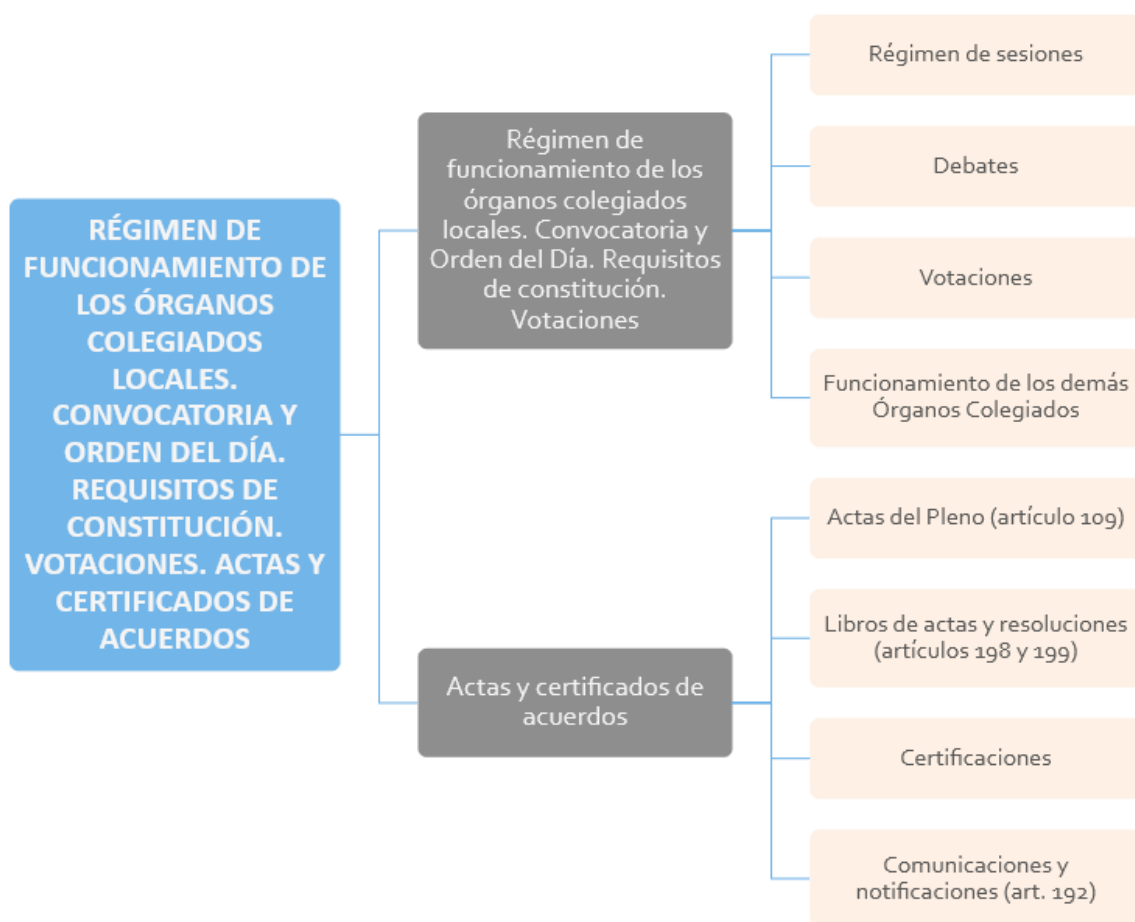 RÉGIMEN DE
FUNCIONAMIENTO DE
LOS ÓRGANOS
COLEGIADOS
LOCALES.
CONVOCATORIA Y
ORDEN DEL DÍA.
REQUISITOS DE
CONSTITUCIÓN.
VOTACIONES. ACTAS Y
CERTIFICADOS DE
ACUERDOS
Régimen de
funcionamiento de los
órganos colegiados
locales. Convocatoria y
Orden del Día. Requisitos
de constitución.
Votaciones
Régimen de sesiones
Debates
Votaciones
Funcionamiento de los demás
Órganos Colegiados
Actas y certificados de
acuerdos
Actas del Pleno (artículo 109)
Libros de actas y resoluciones
(artículos 198 y 199)
Certificaciones
Comunicaciones y
notificaciones (art. 192)